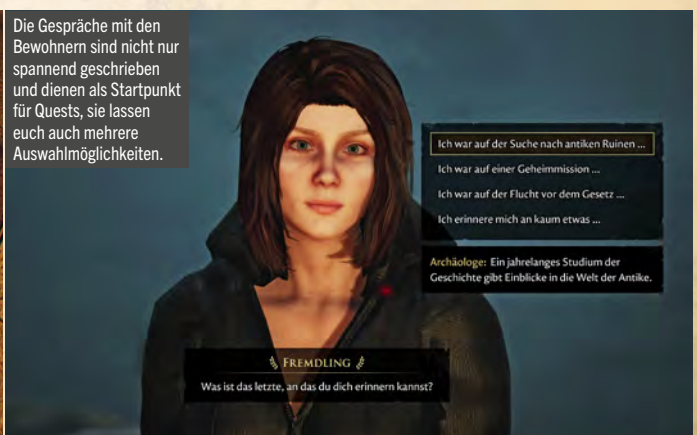 Die Gespräche mit den
Bewohnern sind nicht nur
spannend geschrieben
und dienen als Startpunkt
für Quests, sie lassen
euch auch mehrere
Auswahlmöglichkeiten.
Ich war auf der Suche nach antiken Ruinen ...
Ich war auf einer Geheimmission ...
Ich war auf der Flucht vor dem Gesetz ...
Ich erinnere mich an kaum etwas ...
Archäologe: Ein jahrelanges Studium der
Geschichte gibt Einblicke in die Welt der Antike.
FREMDLING
Was ist das letzte, an das du dich erinnern kannst?